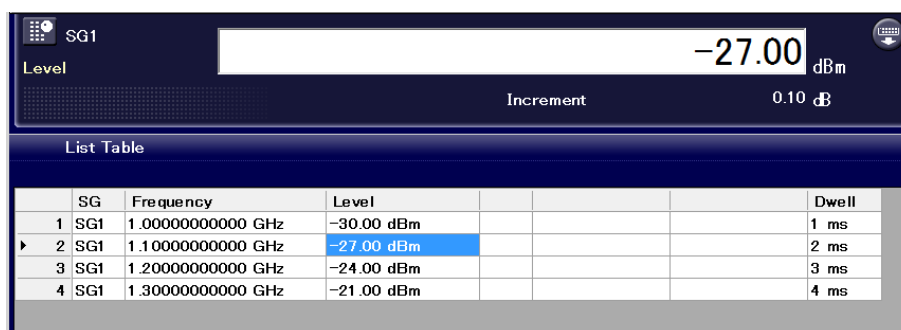 SG1
-27.00 dBm
Level
Increment 0.10 dB
List Table
SG Frequency Level Dwell
1 SG1 1.00000000000 GHz -30.00 dBm 1 ms
2 SG1 1.10000000000 GHz -27.00 dBm 2 ms
3 SG1 1.20000000000 GHz -24.00 dBm 3 ms
4 SG1 1.30000000000 GHz -21.00 dBm 4 ms